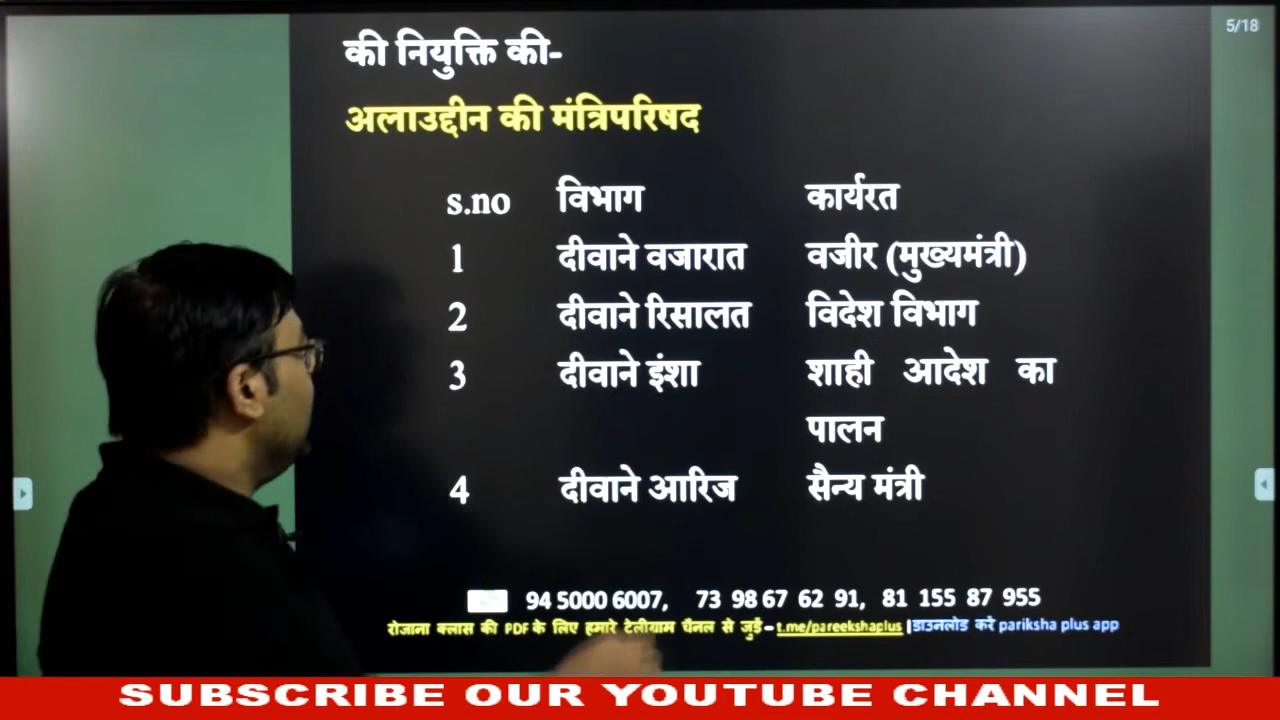 5/18
की नियुक्ति की-
अलाउद्दीन की मंत्रिपरिषद
s.no विभाग कार्यरत
1 दीवाने वजारात वजीर (मुख्यमंत्री)
2 दीवाने रिसालत विदेश विभाग
3 दीवाने इंशा शाही आदेश का
पालन
4 दीवाने आरिज सैन्य मंत्री
94 5000 6007, 73 98 67 62 91, 81 155 87 955
रोजाना क्लास की PDF के लिए हमारे टेलीग्राम चैनल से जुड़ें – t.me/pareekshaplus |डाउनलोड करें pariksha plus app
SUBSCRIBE OUR YOUTUBE CHANNEL